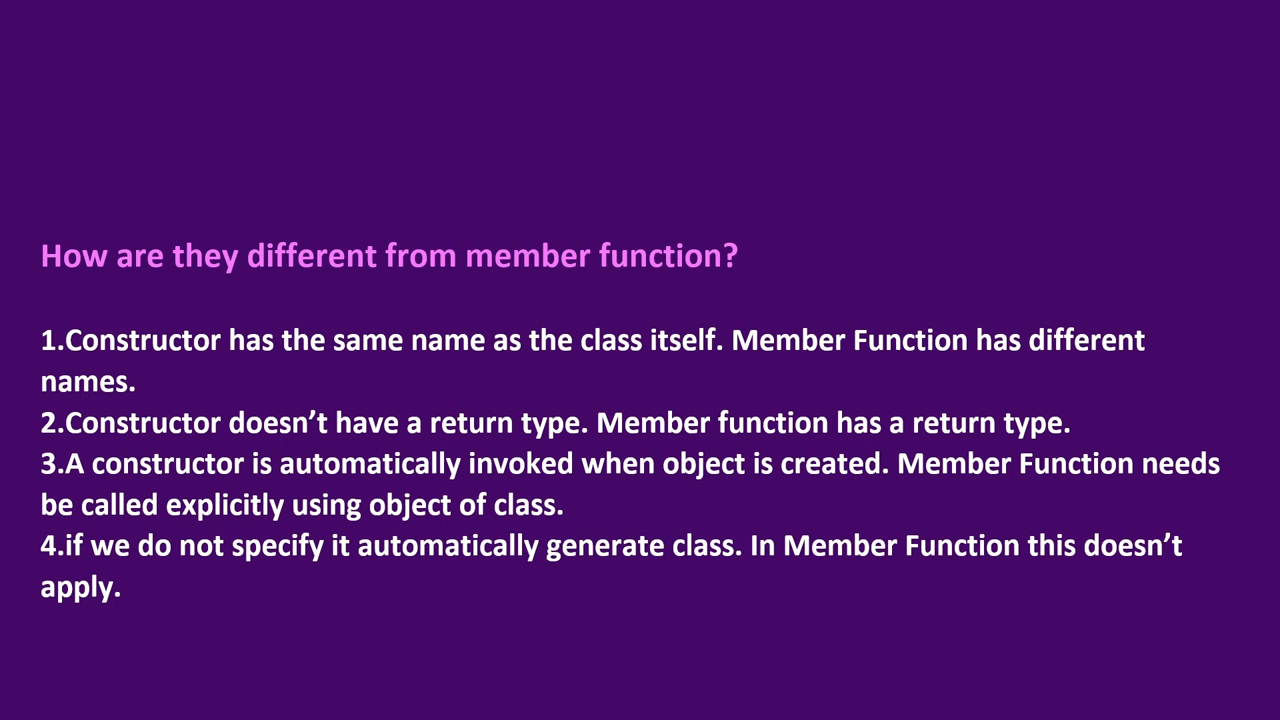 How are they different from member function?
1.Constructor has the same name as the class itself. Member Function has different
names.
2.Constructor doesn’t have a return type. Member function has a return type.
3.A constructor is automatically invoked when object is created. Member Function needs
be called explicitly using object of class.
4.if we do not specify it automatically generate class. In Member Function this doesn’t
apply.